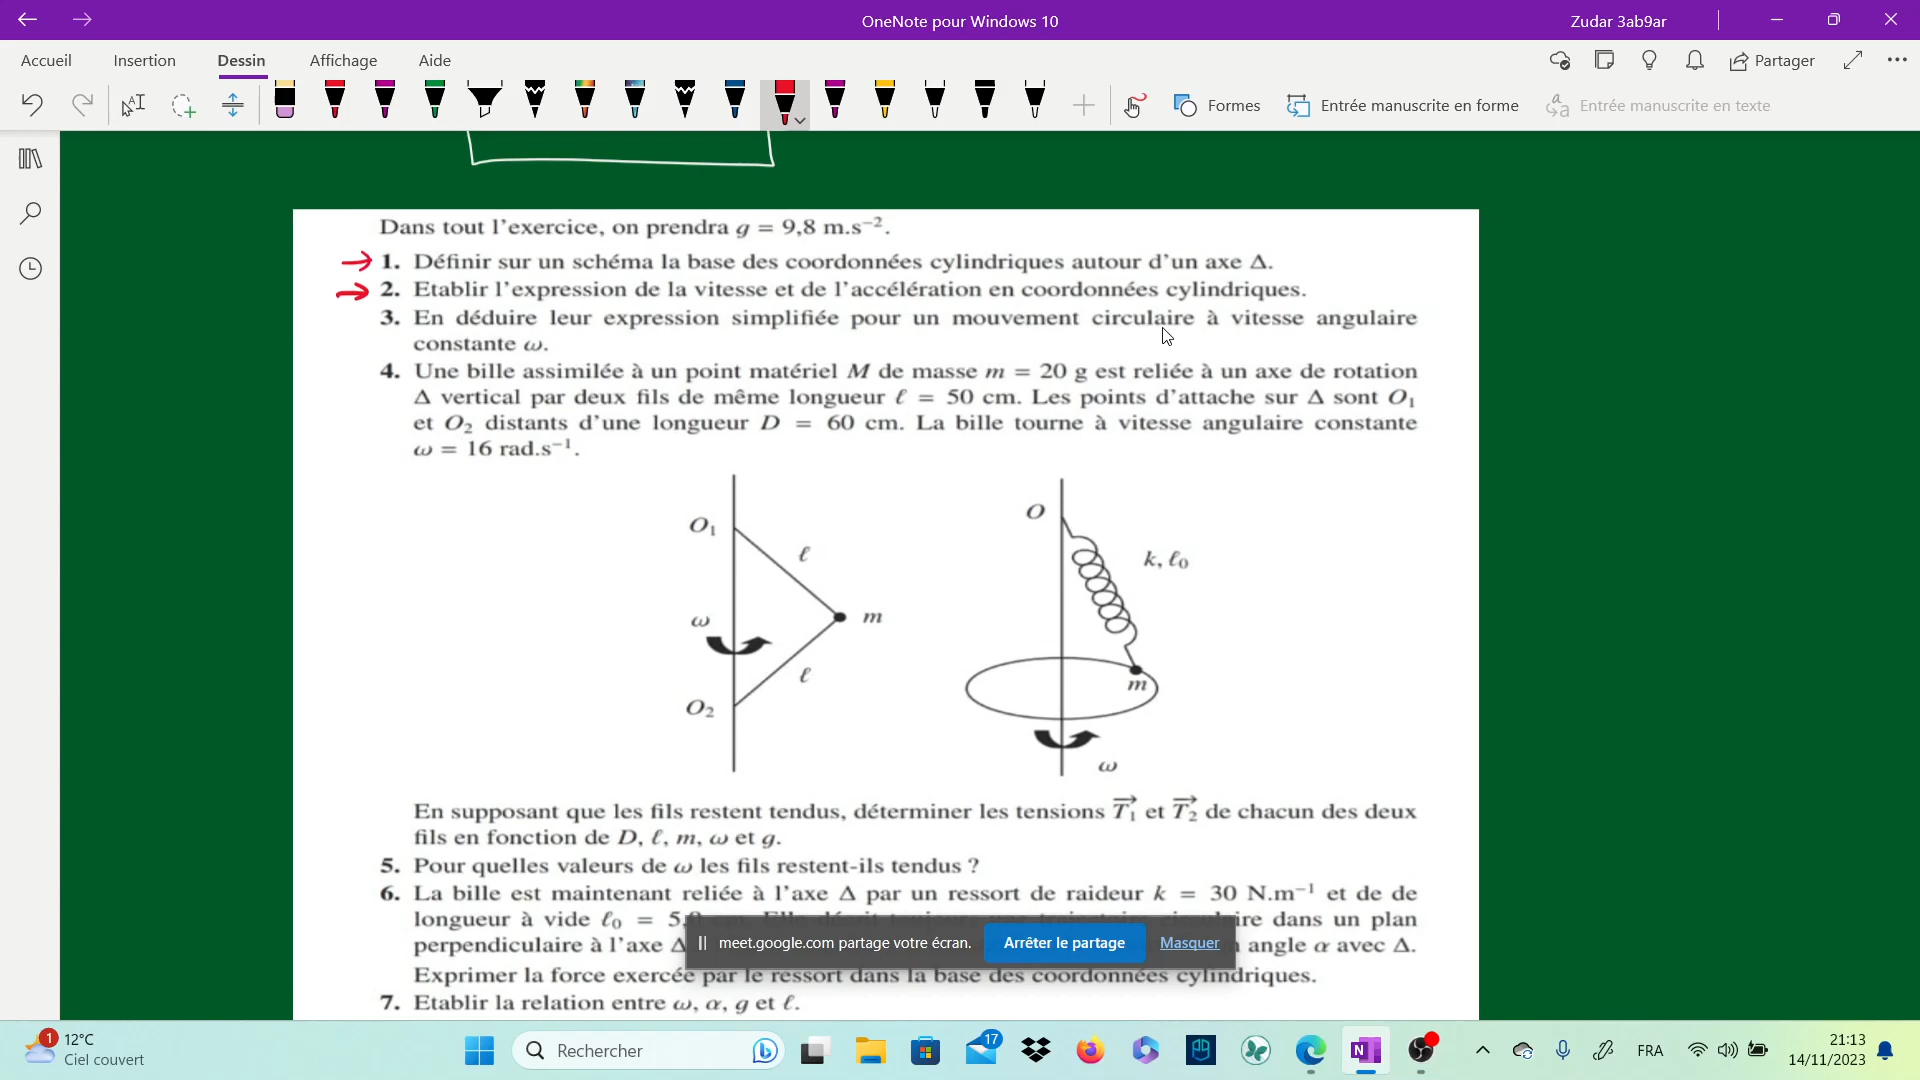 OneNote pour Windows 10
Zudar 3ab9ar
Accueil
Insertion
Dessin
Affichage
Aide
Partager
Formes
Entrée manuscrite en forme
Entrée manuscrite en texte
Dans tout l'exercice, on prendra g = 9,8 m.s⁻².
1. Définir sur un schéma la base des coordonnées cylindriques autour d'un axe Δ.
2. Etablir l'expression de la vitesse et de l'accélération en coordonnées cylindriques.
3. En déduire leur expression simplifiée pour un mouvement circulaire à vitesse angulaire
constante ω.
4. Une bille assimilée à un point matériel M de masse m = 20 g est reliée à un axe de rotation
Δ vertical par deux fils de même longueur ℓ = 50 cm. Les points d'attache sur Δ sont O₁
et O₂ distants d'une longueur D = 60 cm. La bille tourne à vitesse angulaire constante
ω = 16 rad.s⁻¹.
O₁
ℓ
ω
m
ℓ
O₂
O
k, ℓ₀
m
ω
En supposant que les fils restent tendus, déterminer les tensions T₁⃗ et T₂⃗ de chacun des deux
fils en fonction de D, ℓ, m, ω et g.
5. Pour quelles valeurs de ω les fils restent-ils tendus ?
6. La bille est maintenant reliée à l'axe Δ par un ressort de raideur k = 30 N.m⁻¹ et de de
longueur à vide ℓ₀ = dans un plan
perpendiculaire à l'axe Δ angle α avec Δ.
Exprimer la force exercée par le ressort dans la base des coordonnées cylindriques.
7. Etablir la relation entre ω, α, g et ℓ.
meet.google.com partage votre écran.
Arrêter le partage
Masquer
1
12°C
Ciel couvert
Rechercher
17
FRA
21:13
14/11/2023